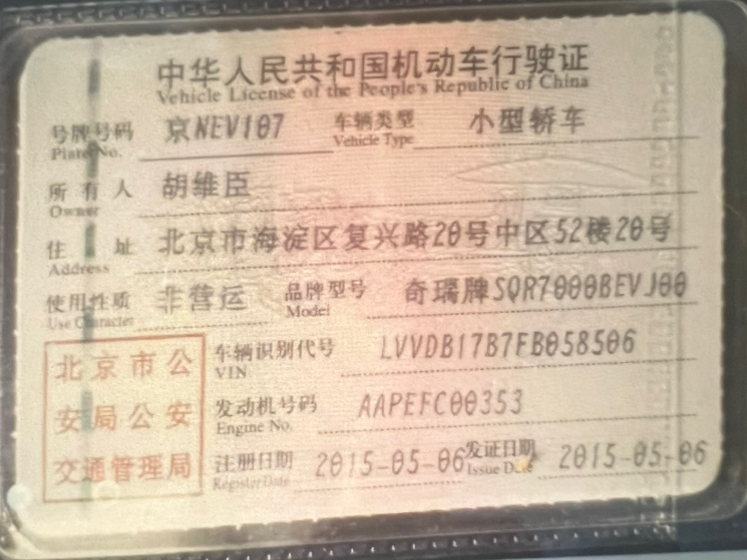 中华人民共和国机动车行驶证
Vehicle License of the People's Republic of China
号牌号码 京NEV107 车辆类型 小型轿车
Plate No. Vehicle Type
所有人 胡维臣
Owner
住址 北京市海淀区复兴路20号中区52楼20号
Address
使用性质 非营运 品牌型号 奇瑞牌SQR7000BEVJ00
Use Character Model
北京市公 车辆识别代号 LVVDB17B7FB058506
VIN
安局公安 发动机号码 AAPEFC00353
Engine No.
交通管理局 注册日期 2015-05-06 发证日期 2015-05-06
Register Date Issue Date